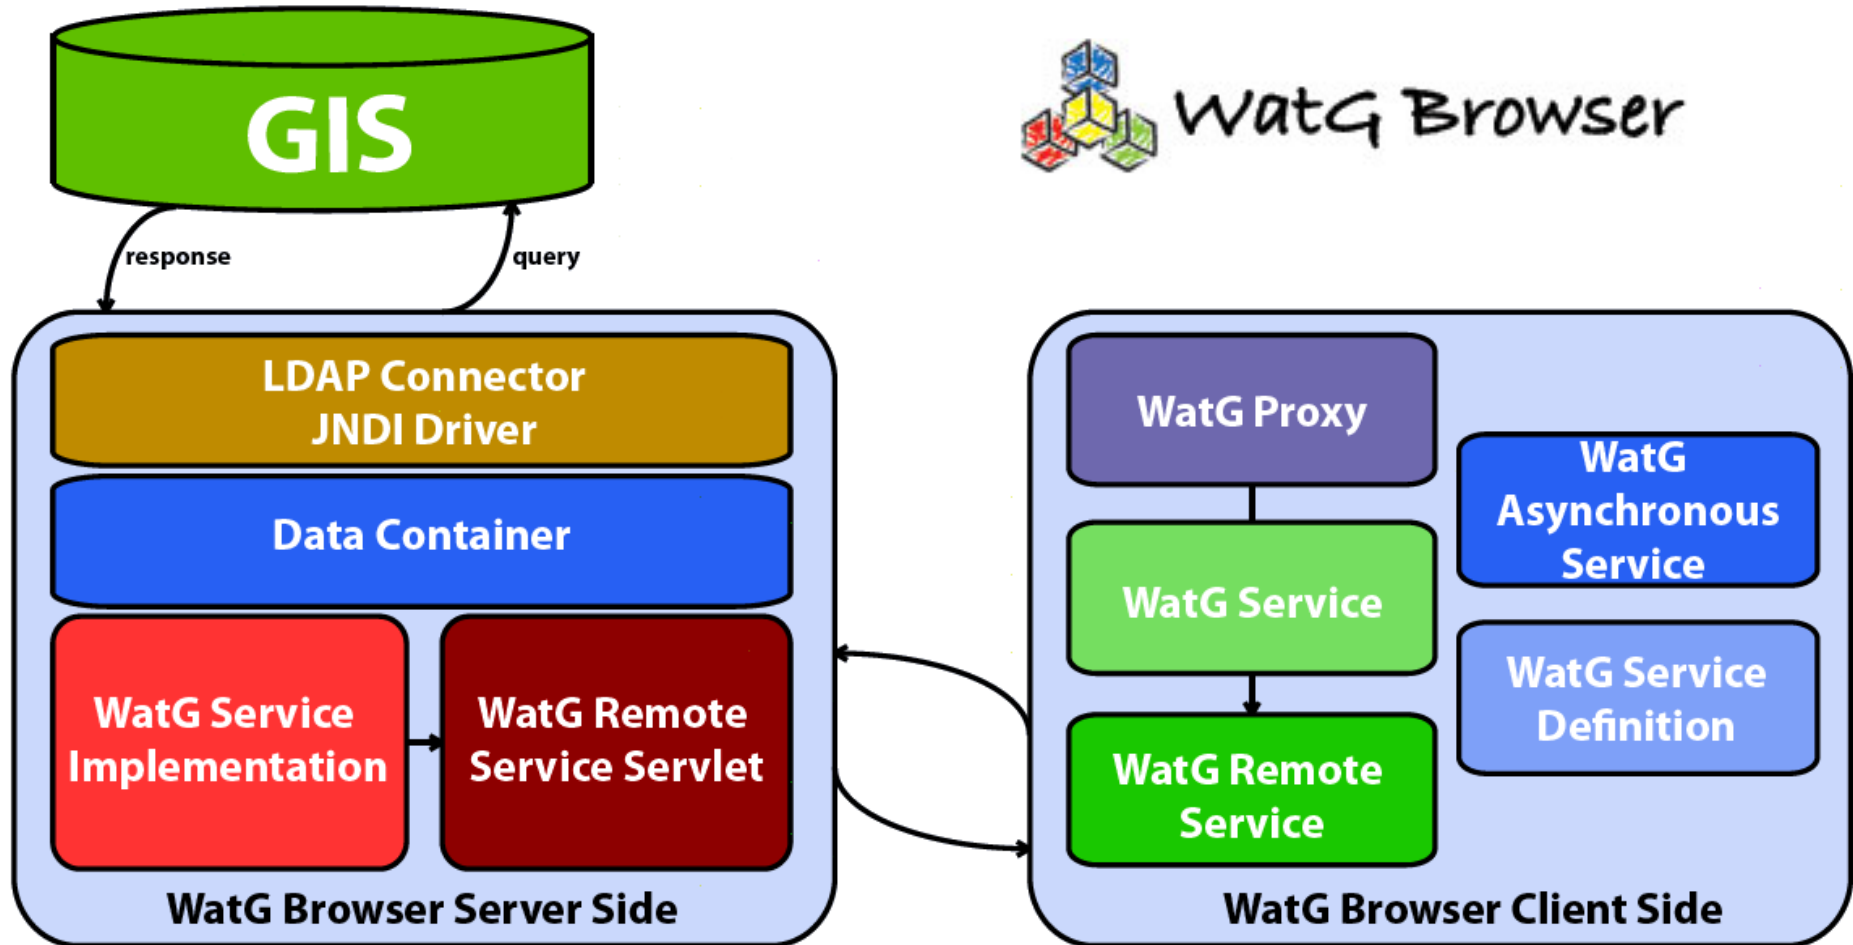 GIS
WatG Browser
response
query
LDAP Connector
JNDI Driver
Data Container
WatG Service
Implementation
WatG Remote
Service Servlet
WatG Browser Server Side
WatG Proxy
WatG Service
WatG Remote
Service
WatG
Asynchronous
Service
WatG Service
Definition
WatG Browser Client Side